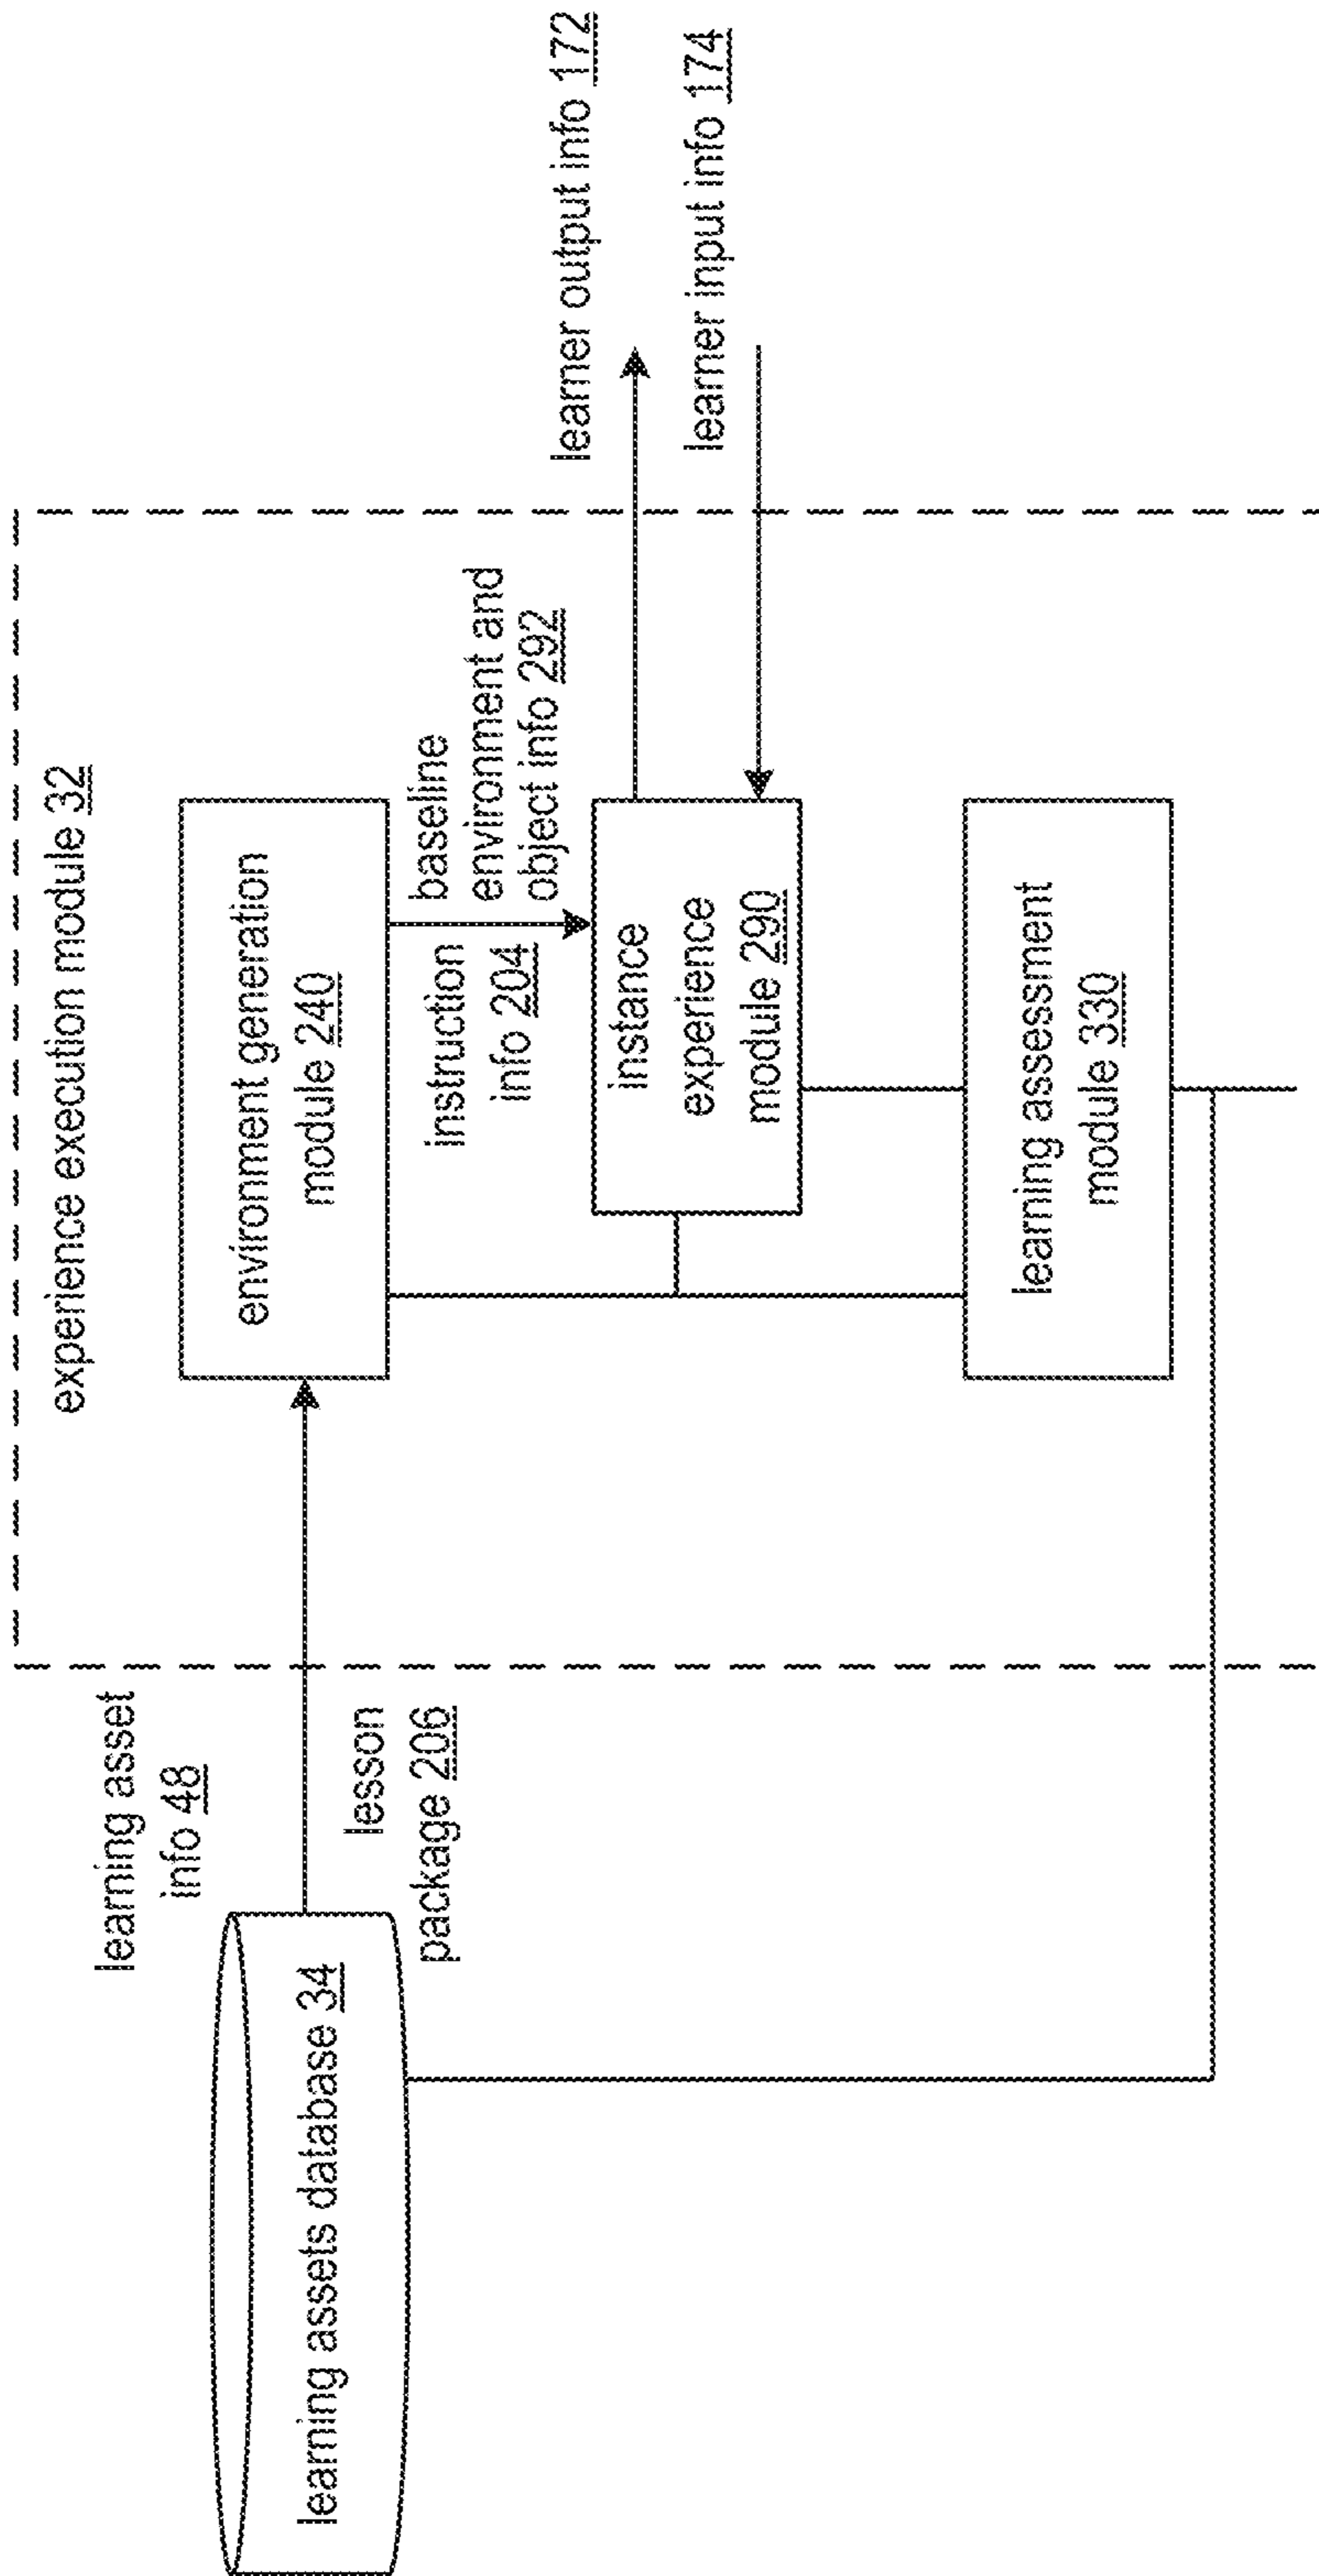 experience execution module 32
learning asset
info 48
lesson
package 206
learning assets database 34
environment generation
module 240
instruction
info 204
baseline
environment and
object info 292
instance
experience
module 290
learner output info 172
learner input info 174
learning assessment
module 330